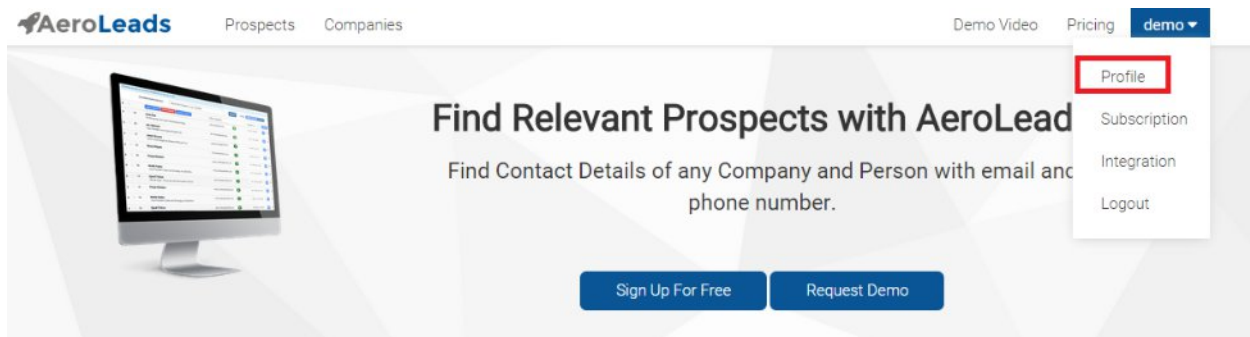 AeroLeads Prospects Companies Demo Video Pricing demo
Profile
Find Relevant Prospects with AeroLead
Subscription
Find Contact Details of any Company and Person with email and
Integration
phone number.
Logout
Sign Up For Free Request Demo